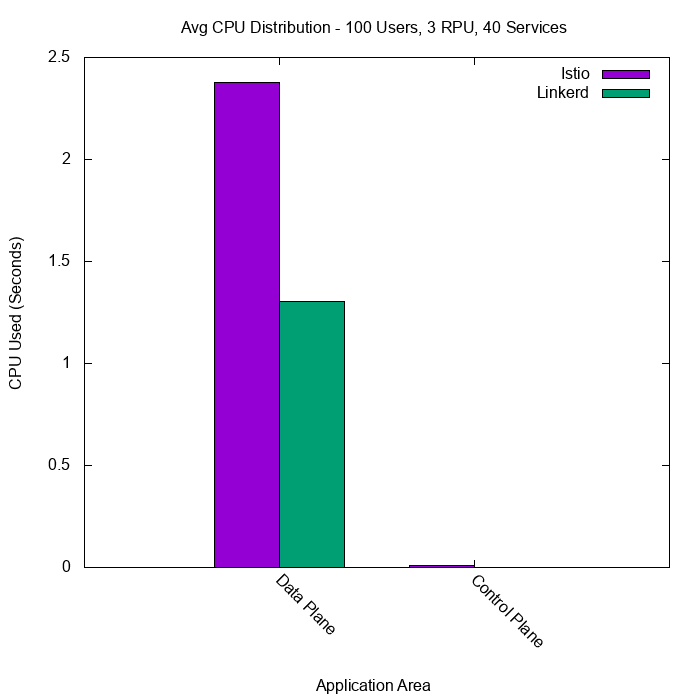 Avg CPU Distribution - 100 Users, 3 RPU, 40 Services
Istio
Linkerd
CPU Used (Seconds)
2.5
2
1.5
1
0.5
0
Data Plane
Control Plane
Application Area